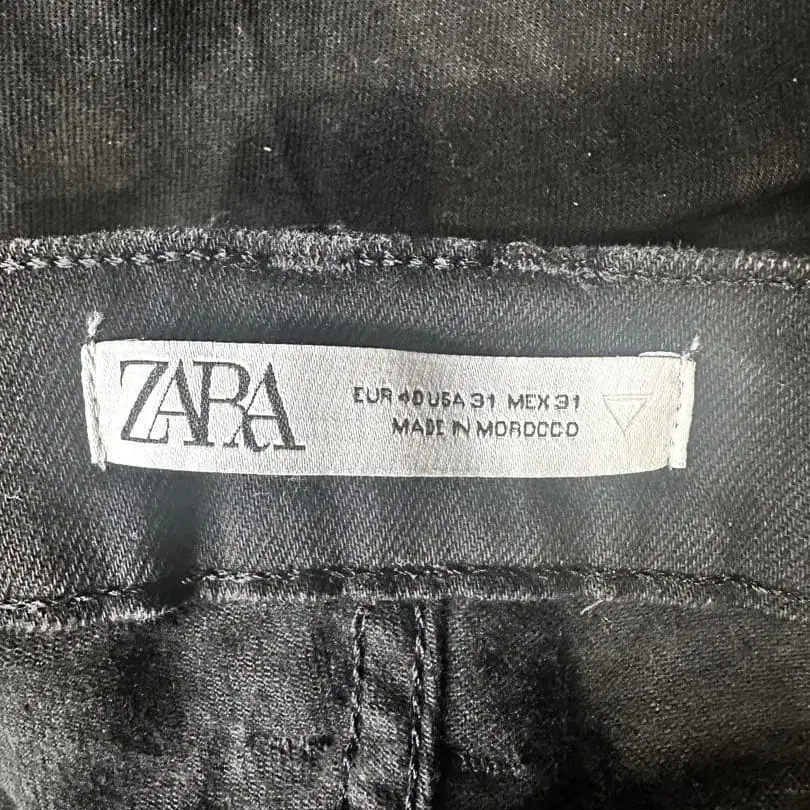 ZARA
EUR 40 USA 31 MEX 31
MADE IN MOROCCO